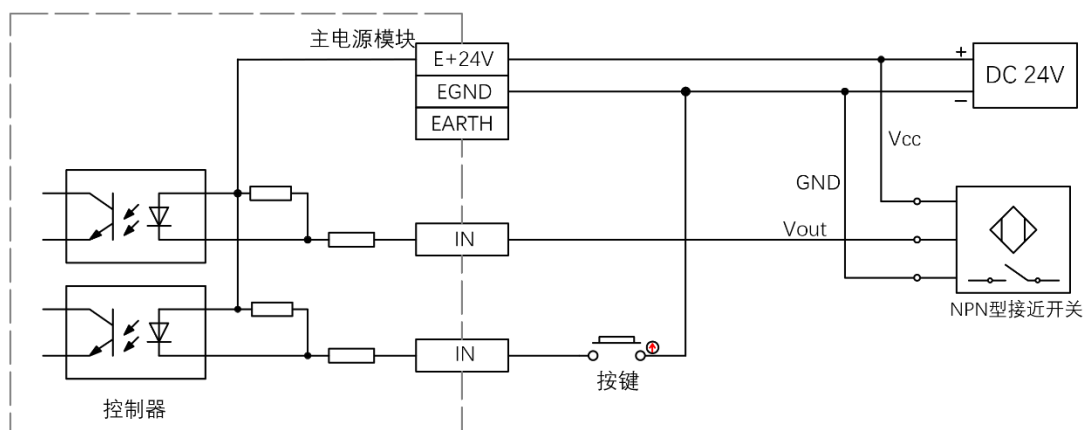 主电源模块
E+24V
EGND
EARTH
+
DC 24V
−
Vcc
GND
IN
Vout
NPN型接近开关
IN
按键
控制器